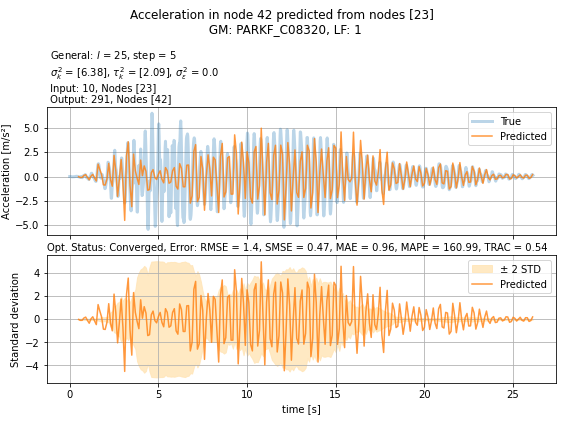 Acceleration in node 42 predicted from nodes [23]
GM: PARKF_C08320, LF: 1
General: l = 25, step = 5
σ²ₖ = [6.38], τ²ₖ = [2.09], σ²ε = 0.0
Input: 10, Nodes [23]
Output: 291, Nodes [42]
Acceleration [m/s²]
5.0
2.5
0.0
−2.5
−5.0
True
Predicted
Opt. Status: Converged, Error: RMSE = 1.4, SMSE = 0.47, MAE = 0.96, MAPE = 160.99, TRAC = 0.54
Standard deviation
4
2
0
−2
−4
± 2 STD
Predicted
0 5 10 15 20 25
time [s]